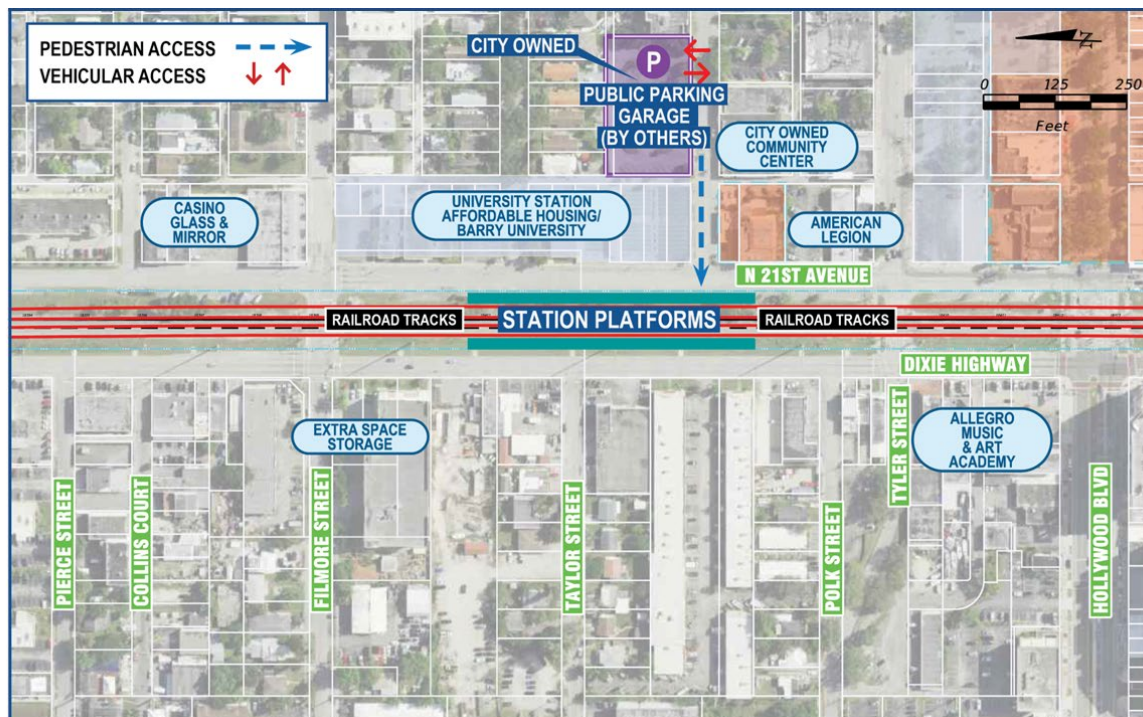 PEDESTRIAN ACCESS
VEHICULAR ACCESS
CITY OWNED
P
PUBLIC PARKING
GARAGE
(BY OTHERS)
N
0 125 250
Feet
CITY OWNED
COMMUNITY
CENTER
CASINO
GLASS &
MIRROR
UNIVERSITY STATION
AFFORDABLE HOUSING/
BARRY UNIVERSITY
AMERICAN
LEGION
N 21ST AVENUE
RAILROAD TRACKS
STATION PLATFORMS
RAILROAD TRACKS
DIXIE HIGHWAY
EXTRA SPACE
STORAGE
ALLEGRO
MUSIC
& ART
ACADEMY
PIERCE STREET
COLLINS COURT
FILMORE STREET
TAYLOR STREET
POLK STREET
TYLER STREET
HOLLYWOOD BLVD